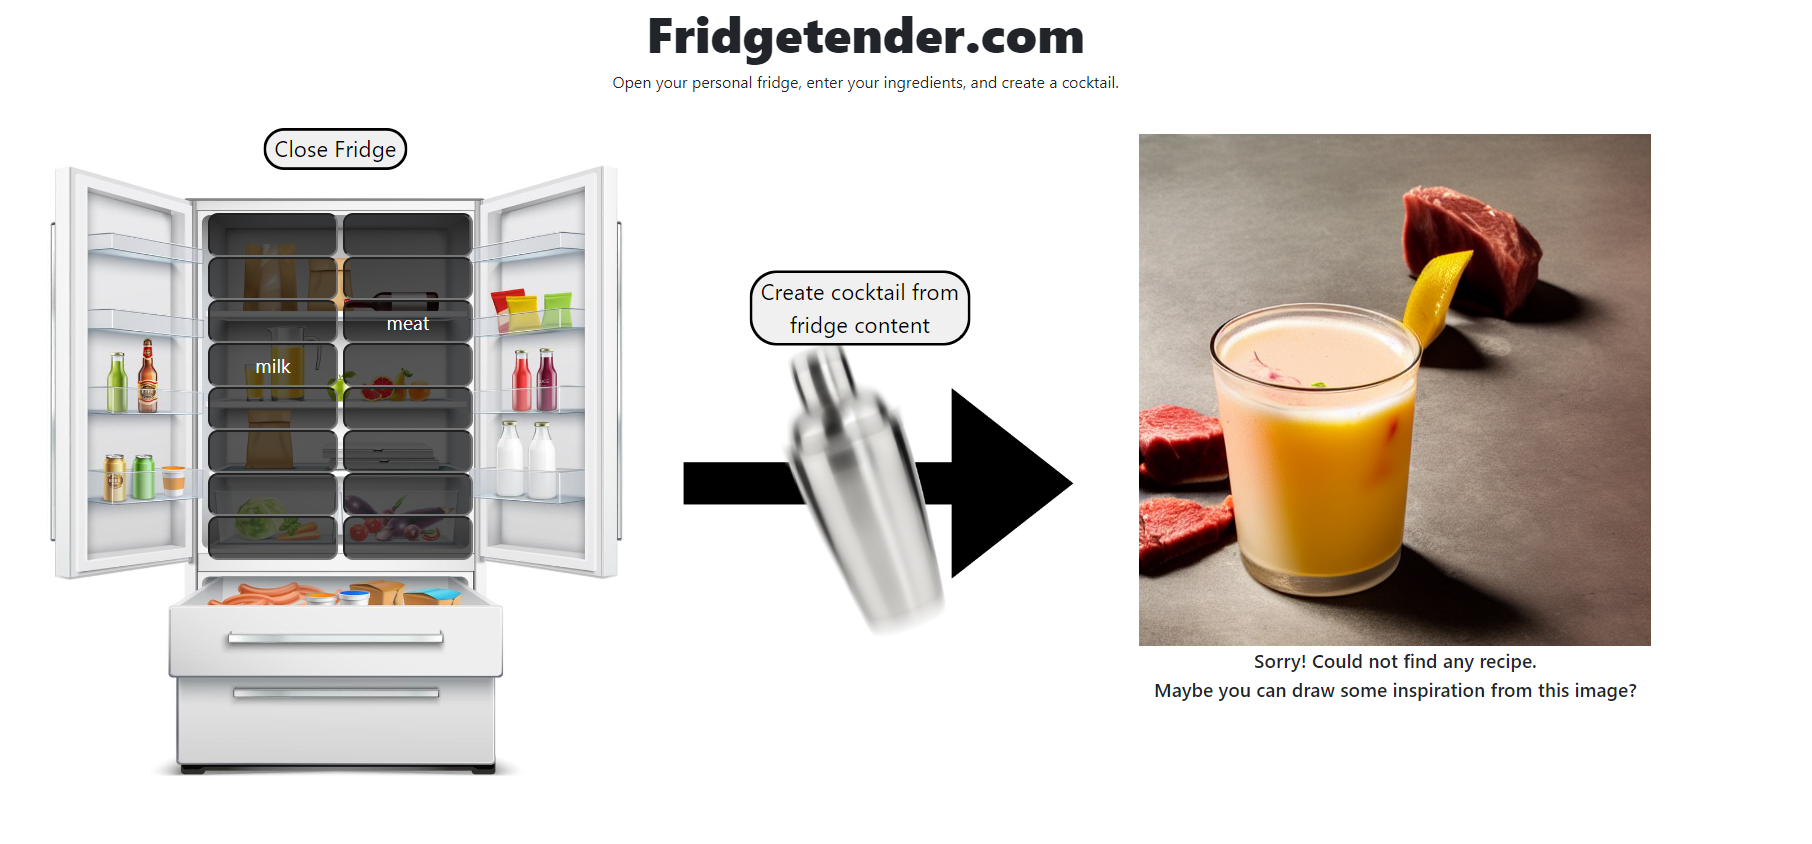 Fridgetender.com
Open your personal fridge, enter your ingredients, and create a cocktail.
Close Fridge
meat
milk
Create cocktail from
fridge content
Sorry! Could not find any recipe.
Maybe you can draw some inspiration from this image?